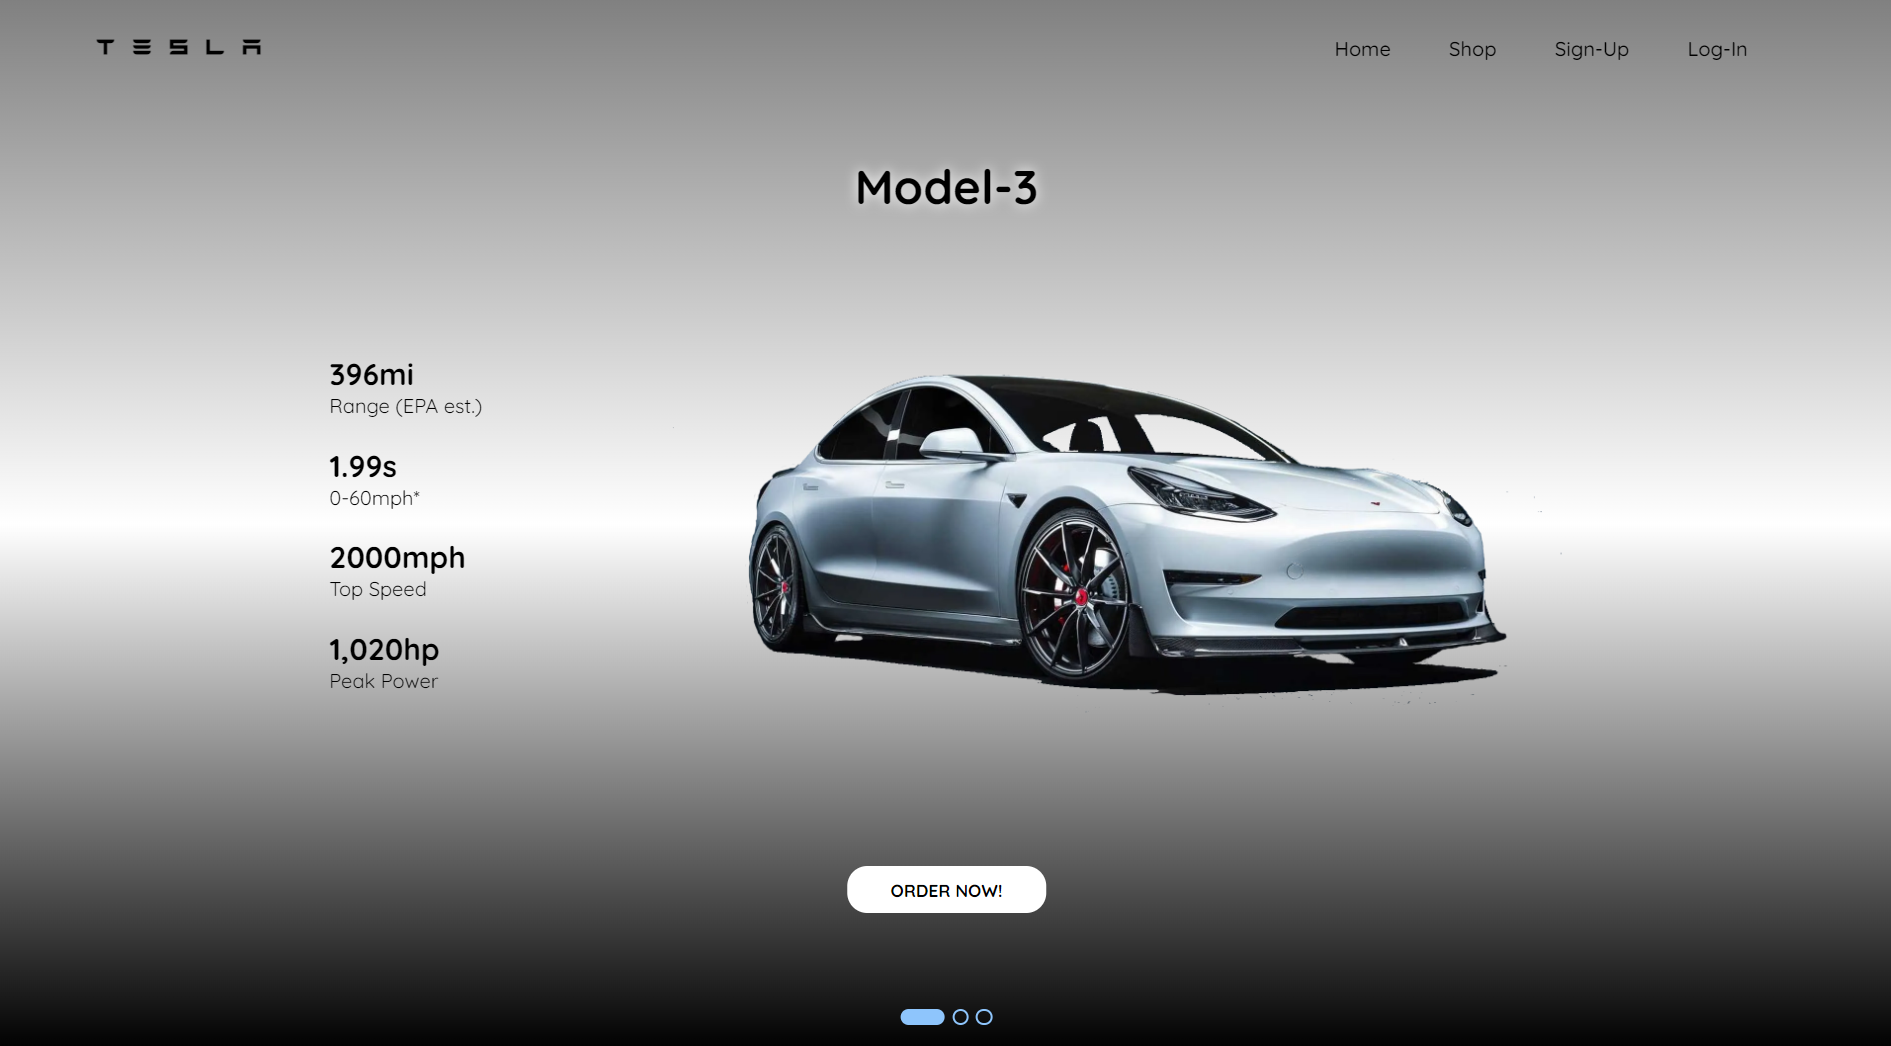 TESLA
Home Shop Sign-Up Log-In
Model-3
396mi
Range (EPA est.)
1.99s
0-60mph*
2000mph
Top Speed
1,020hp
Peak Power
ORDER NOW!